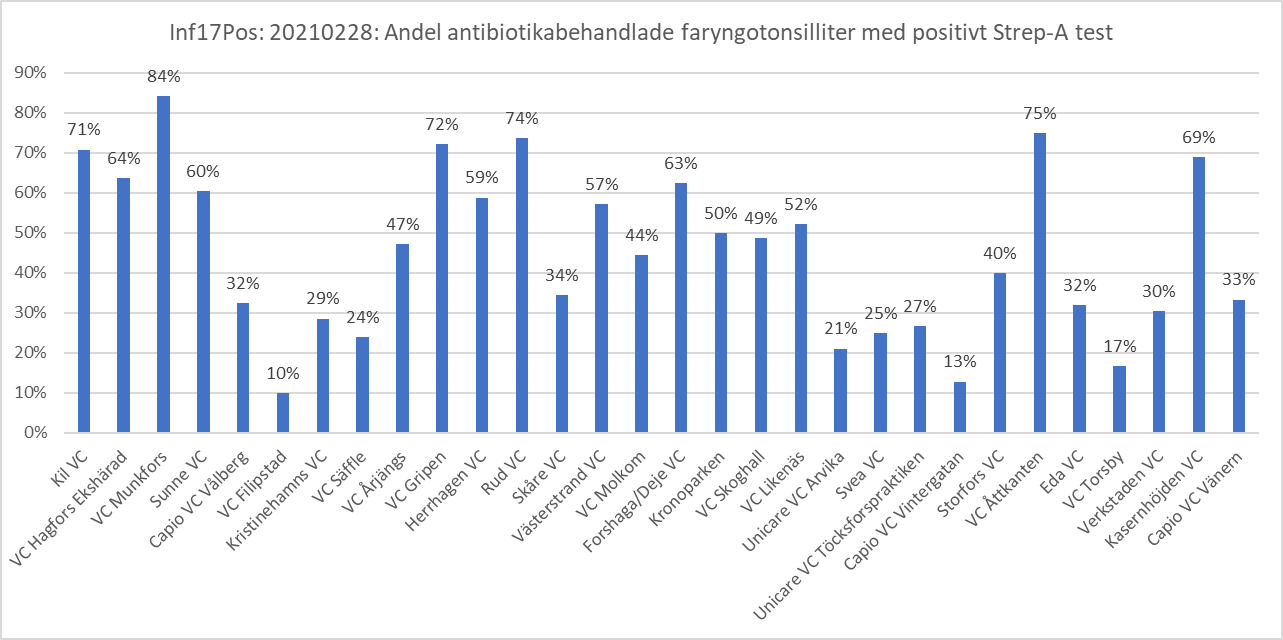 Inf17Pos: 20210228: Andel antibiotikabehandlade faryngotonsilliter med positivt Strep-A test
90%
80%
70%
60%
50%
40%
30%
20%
10%
0%
71%
64%
84%
60%
32%
10%
29%
24%
47%
72%
59%
74%
34%
57%
44%
63%
50%
49%
52%
21%
25%
27%
13%
40%
75%
32%
17%
30%
69%
33%
Kil VC
VC Hagfors Ekshärad
VC Munkfors
Sunne VC
Capio VC Vålberg
VC Filipstad
Kristinehamns VC
VC Säffle
VC Årjängs
VC Gripen
Herrhagen VC
Rud VC
Skåre VC
Västerstrand VC
VC Molkom
Forshaga/Deje VC
Kronoparken
VC Skoghall
VC Likenäs
Unicare VC Arvika
Svea VC
Unicare VC Töcksforspraktiken
Capio VC Vintergatan
Storfors VC
VC Åttkanten
Eda VC
VC Torsby
Verkstaden VC
Kasernhöjden VC
Capio VC Vänern